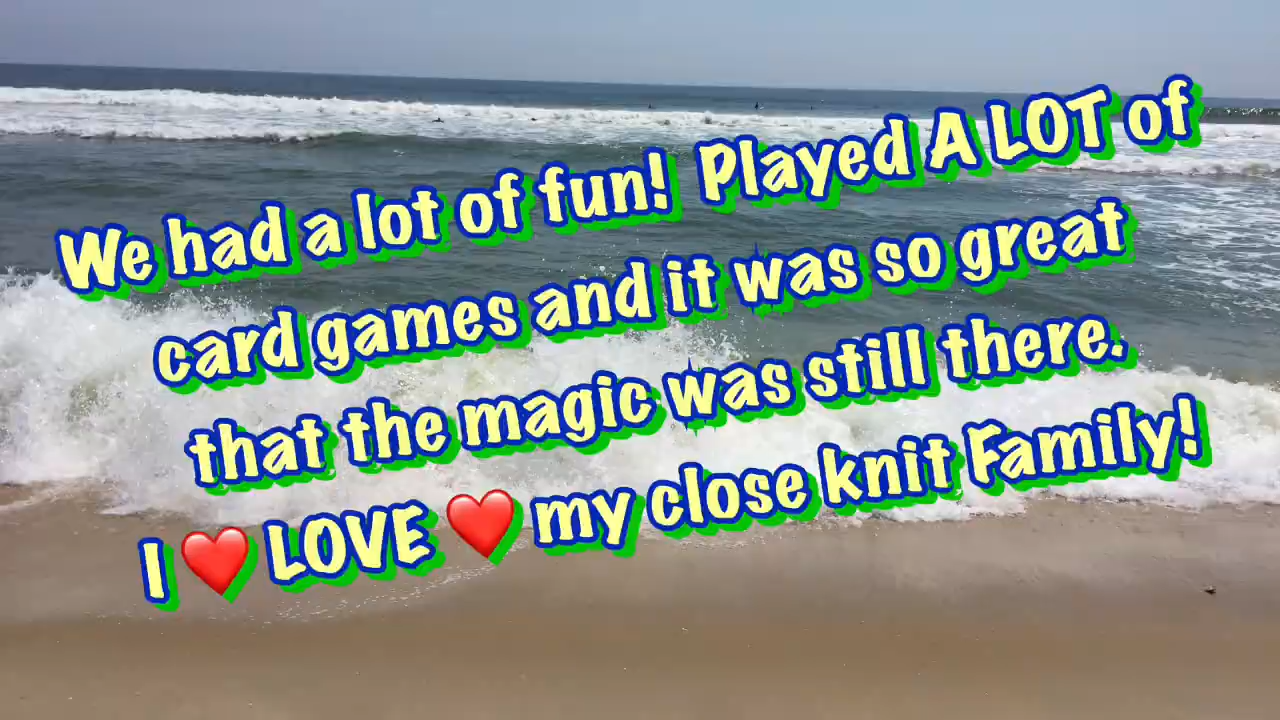 We had a lot of fun! Played A LOT of
card games and it was so great
that the magic was still there.
I ❤️ LOVE ❤️ my close knit Family!